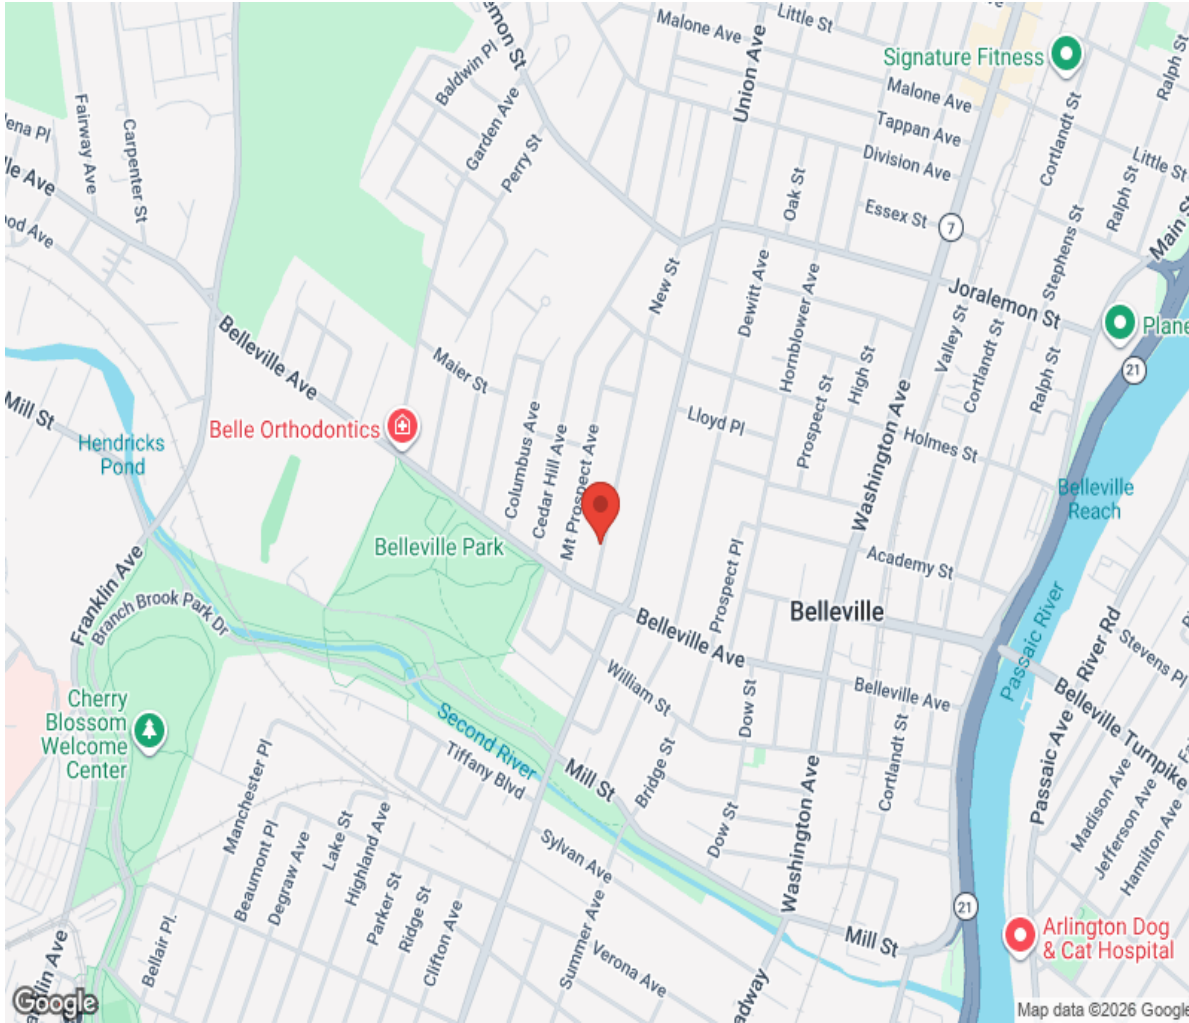 Little St
Malone Ave
Union Ave
emon St
Signature Fitness
Ralph St
Baldwin Pl
Malone Ave
Fairway Ave
Carpenter St
Garden Ave
Tappan Ave
Cortlandt St
Perry St
Division Ave
Little St
Oak St
Ralph St
Essex St
7
Stephens St
Main St
New St
Dewitt Ave
Hornblower Ave
Joralemon St
Valley St
Cortlandt St
Plane
Belleville Ave
Maier St
High St
Ralph St
21
Mill St
Belle Orthodontics
Columbus Ave
Cedar Hill Ave
Mt Prospect Ave
Lloyd Pl
Prospect St
Washington Ave
Holmes St
Hendricks
Pond
Belleville
Reach
Belleville Park
Academy St
Prospect Pl
Franklin Ave
Branch Brook Park Dr
Belleville
Passaic River
River Rd
Stevens Pl
Belleville Ave
William St
Belleville Ave
Dow St
Belleville Turnpike
Cherry
Blossom
Welcome
Center
Second River
Cortlandt St
Passaic Ave
Manchester Pl
Tiffany Blvd
Mill St
Bridge St
Washington Ave
Madison Ave
Jefferson Ave
Hamilton Ave
Beaumont Pl
Degraw Ave
Lake St
Highland Ave
Dow St
Sylvan Ave
Parker St
Ridge St
Clifton Ave
Summer Ave
21
Mill St
Arlington Dog
& Cat Hospital
Bellair Pl.
Verona Ave
Google
Map data ©2026 Google